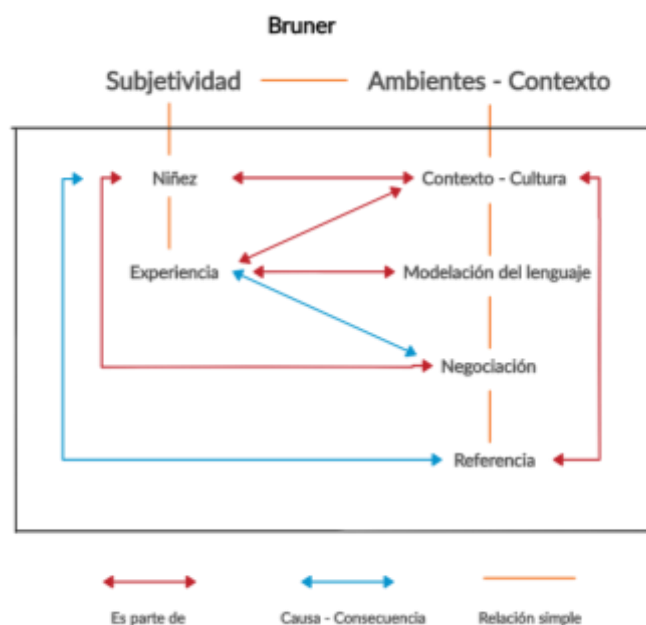 Bruner
Subjetividad
Ambientes - Contexto
Niñez
Contexto - Cultura
Experiencia
Modelación del lenguaje
Negociación
Referencia
Es parte de
Causa - Consecuencia
Relación simple